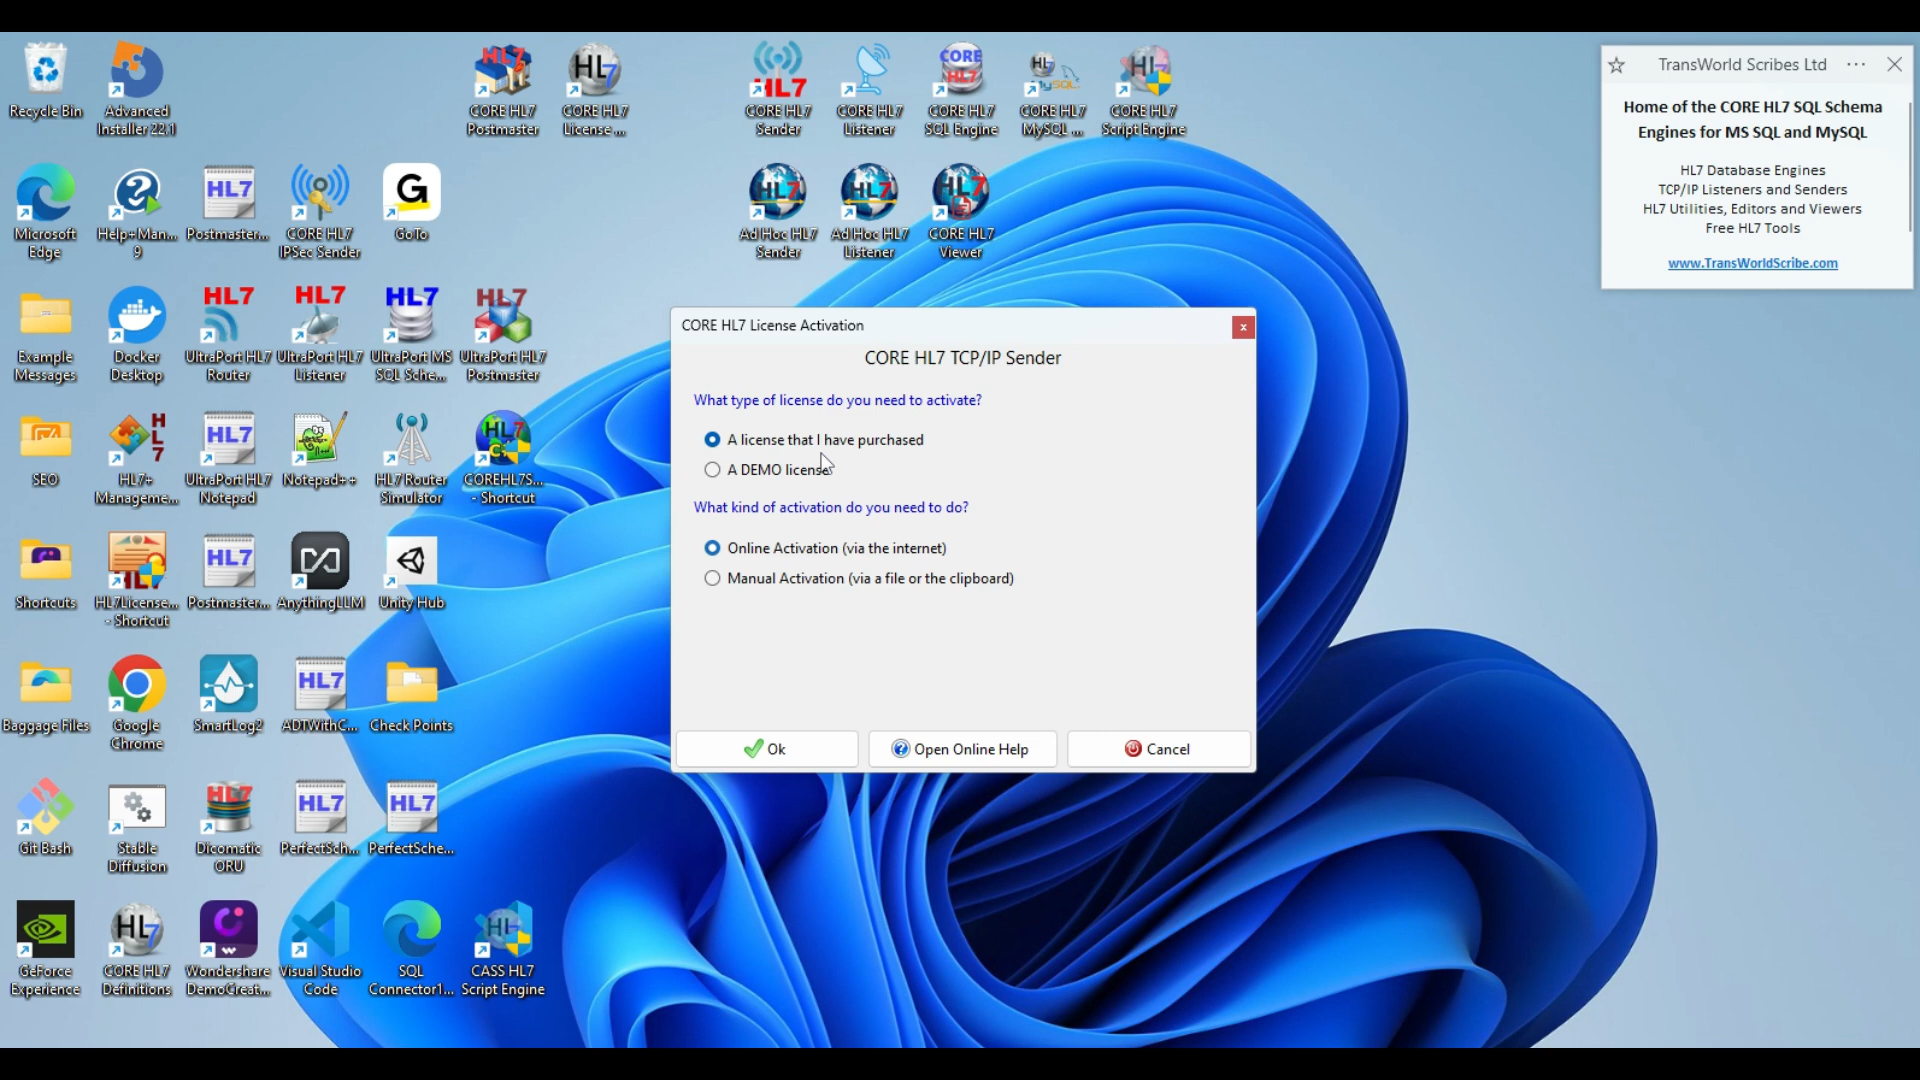 Recycle Bin
Advanced
Installer 22.1
CORE HL7
Postmaster
CORE HL7
License ...
CORE HL7
Sender
CORE HL7
Listener
CORE HL7
SQL Engine
CORE HL7
MySQL ...
CORE HL7
Script Engine
Microsoft
Edge
Help+Man...
9
Postmaster...
CORE HL7
IPSec Sender
GoTo
Ad Hoc HL7
Sender
Ad Hoc HL7
Listener
CORE HL7
Viewer
Example
Messages
Docker
Desktop
UltraPort HL7
Router
UltraPort HL7
Listener
UltraPort MS
SQL Sche...
UltraPort HL7
Postmaster
SEO
HL7+
Manageme...
UltraPort HL7
Notepad
Notepad++
HL7Router
Simulator
COREHL7S...
- Shortcut
Shortcuts
HL7License...
- Shortcut
Postmaster...
AnythingLLM
Unity Hub
Baggage Files
Google
Chrome
SmartLog2
ADTWithC...
Check Points
Git Bash
Stable
Diffusion
Dicomatic
ORU
PerfectSch...
PerfectSche...
GeForce
Experience
CORE HL7
Definitions
Wondershare
DemoCreat...
Visual Studio
Code
SQL
Connector1...
CASS HL7
Script Engine
CORE HL7 License Activation
x
CORE HL7 TCP/IP Sender
What type of license do you need to activate?
A license that I have purchased
A DEMO license
What kind of activation do you need to do?
Online Activation (via the internet)
Manual Activation (via a file or the clipboard)
Ok
Open Online Help
Cancel
TransWorld Scribes Ltd
Home of the CORE HL7 SQL Schema
Engines for MS SQL and MySQL
HL7 Database Engines
TCP/IP Listeners and Senders
HL7 Utilities, Editors and Viewers
Free HL7 Tools
www.TransWorldScribe.com